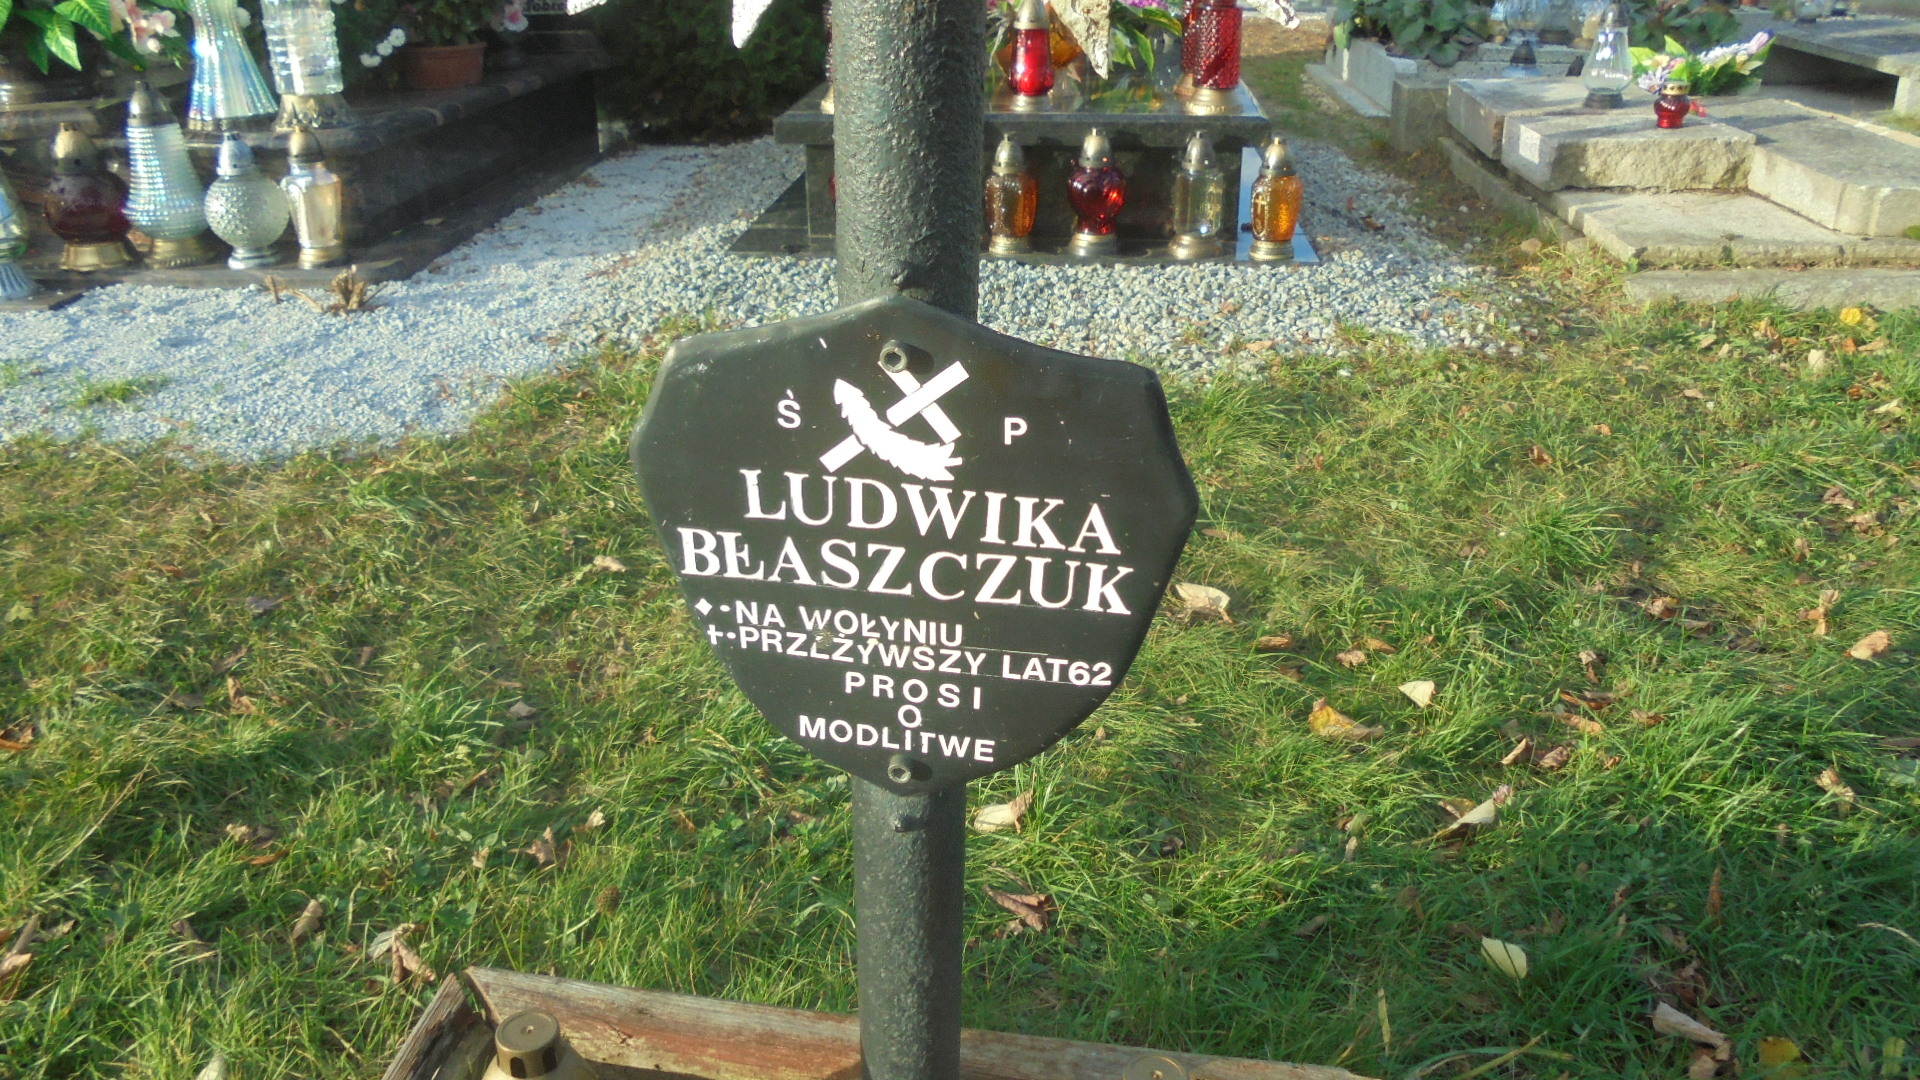 Ś P
LUDWIKA
BŁASZCZUK
⬥•NA WOŁYNIU
†•PRZEŻYWSZY LAT62
PROSI
O
MODLITWE